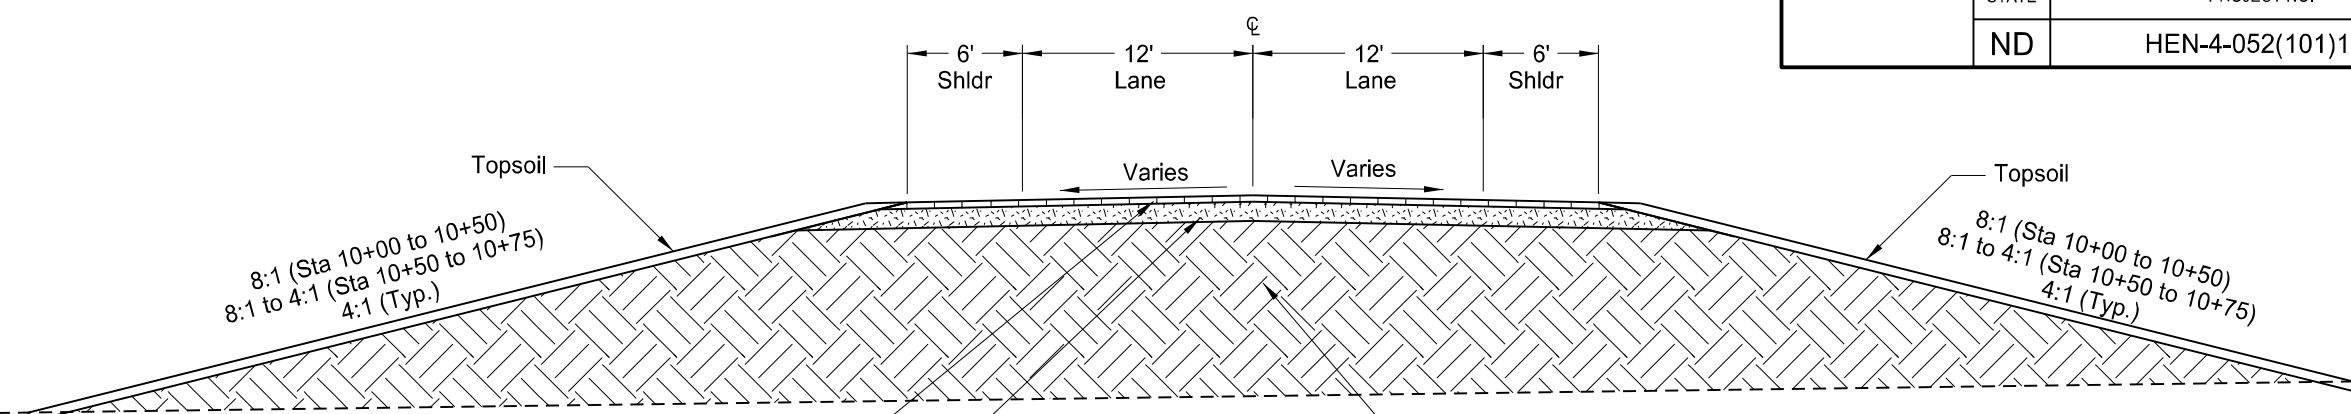 ℄
6'
Shldr
12'
Lane
12'
Lane
6'
Shldr
ND
HEN-4-052(101)1
Topsoil
Varies
Varies
Topsoil
8:1 (Sta 10+00 to 10+50)
8:1 to 4:1 (Sta 10+50 to 10+75)
4:1 (Typ.)
8:1 (Sta 10+00 to 10+50)
8:1 to 4:1 (Sta 10+50 to 10+75)
4:1 (Typ.)